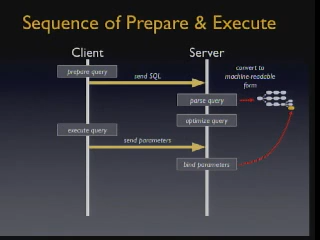 Sequence of Prepare & Execute
Client
Server
prepare query
send SQL
convert to
machine-readable
form
parse query
optimize query
execute query
send parameters
bind parameters